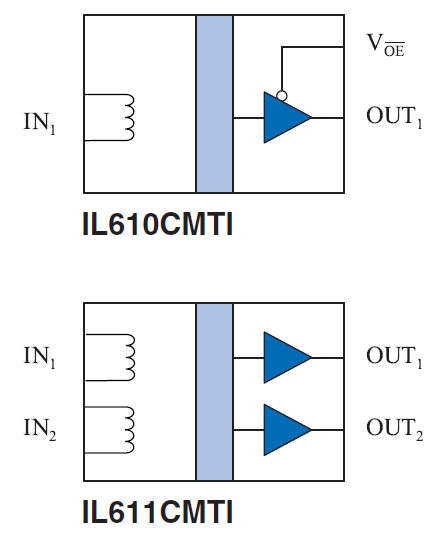 V_OE̅
IN₁
OUT₁
IL610CMTI
IN₁
OUT₁
IN₂
OUT₂
IL611CMTI